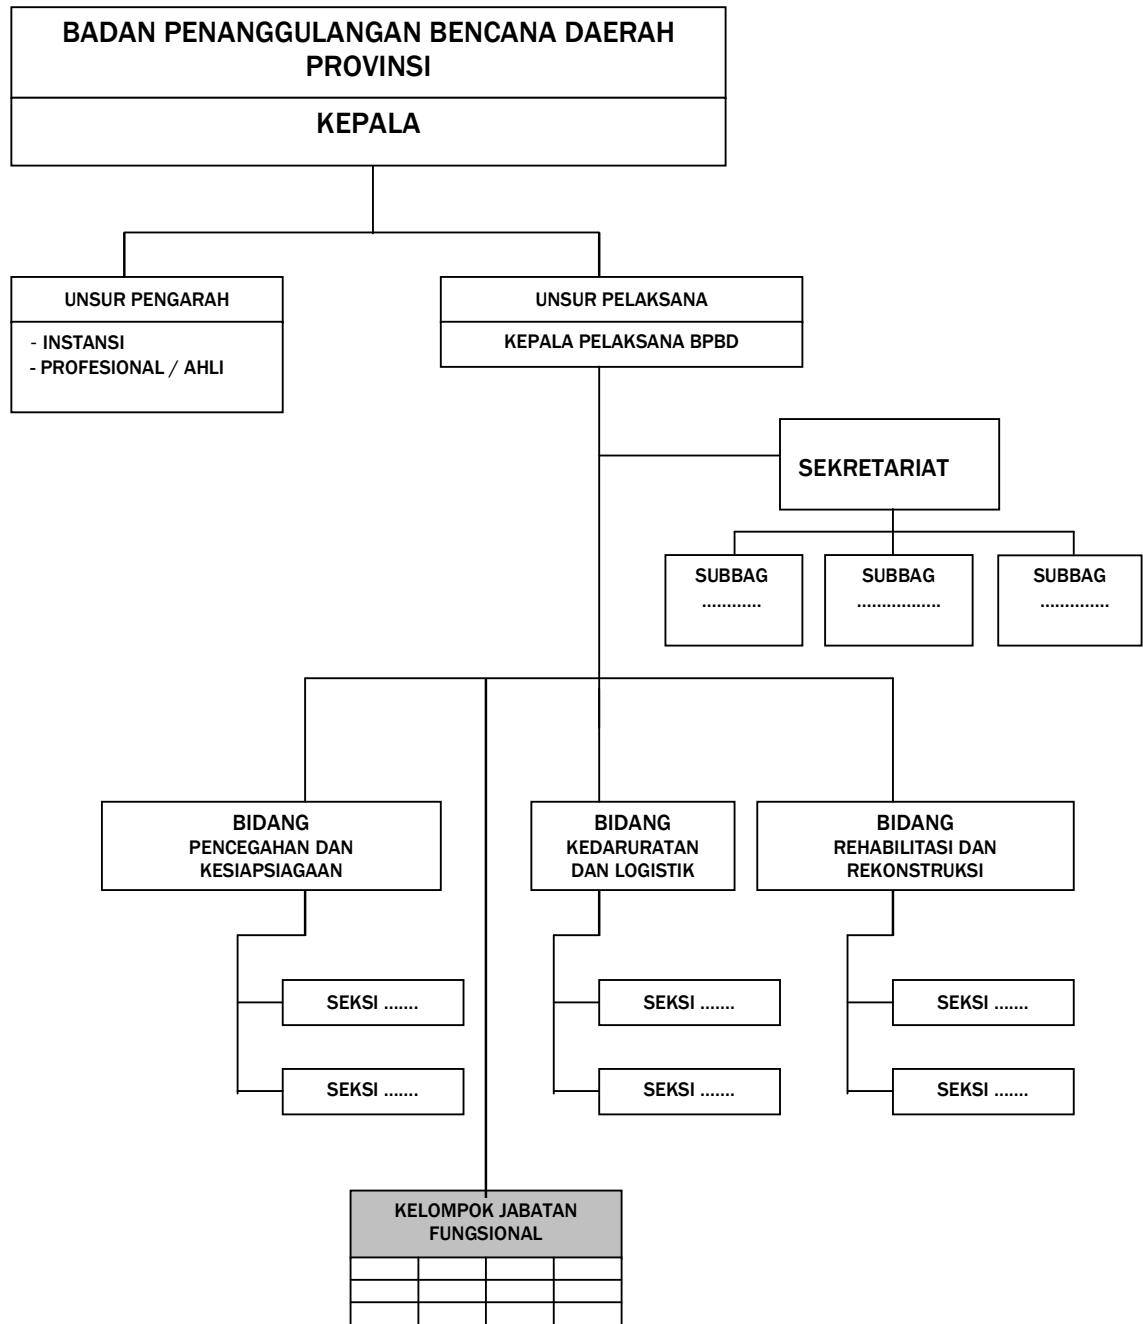 BADAN PENANGGULANGAN BENCANA DAERAH
PROVINSI
KEPALA
UNSUR PENGARAH
- INSTANSI
- PROFESIONAL / AHLI
UNSUR PELAKSANA
KEPALA PELAKSANA BPBD
SEKRETARIAT
SUBBAG
............
SUBBAG
.................
SUBBAG
..............
BIDANG
PENCEGAHAN DAN
KESIAPSIAGAAN
BIDANG
KEDARURATAN
DAN LOGISTIK
BIDANG
REHABILITASI DAN
REKONSTRUKSI
SEKSI .......
SEKSI .......
SEKSI .......
SEKSI .......
SEKSI .......
SEKSI .......
KELOMPOK JABATAN
FUNGSIONAL